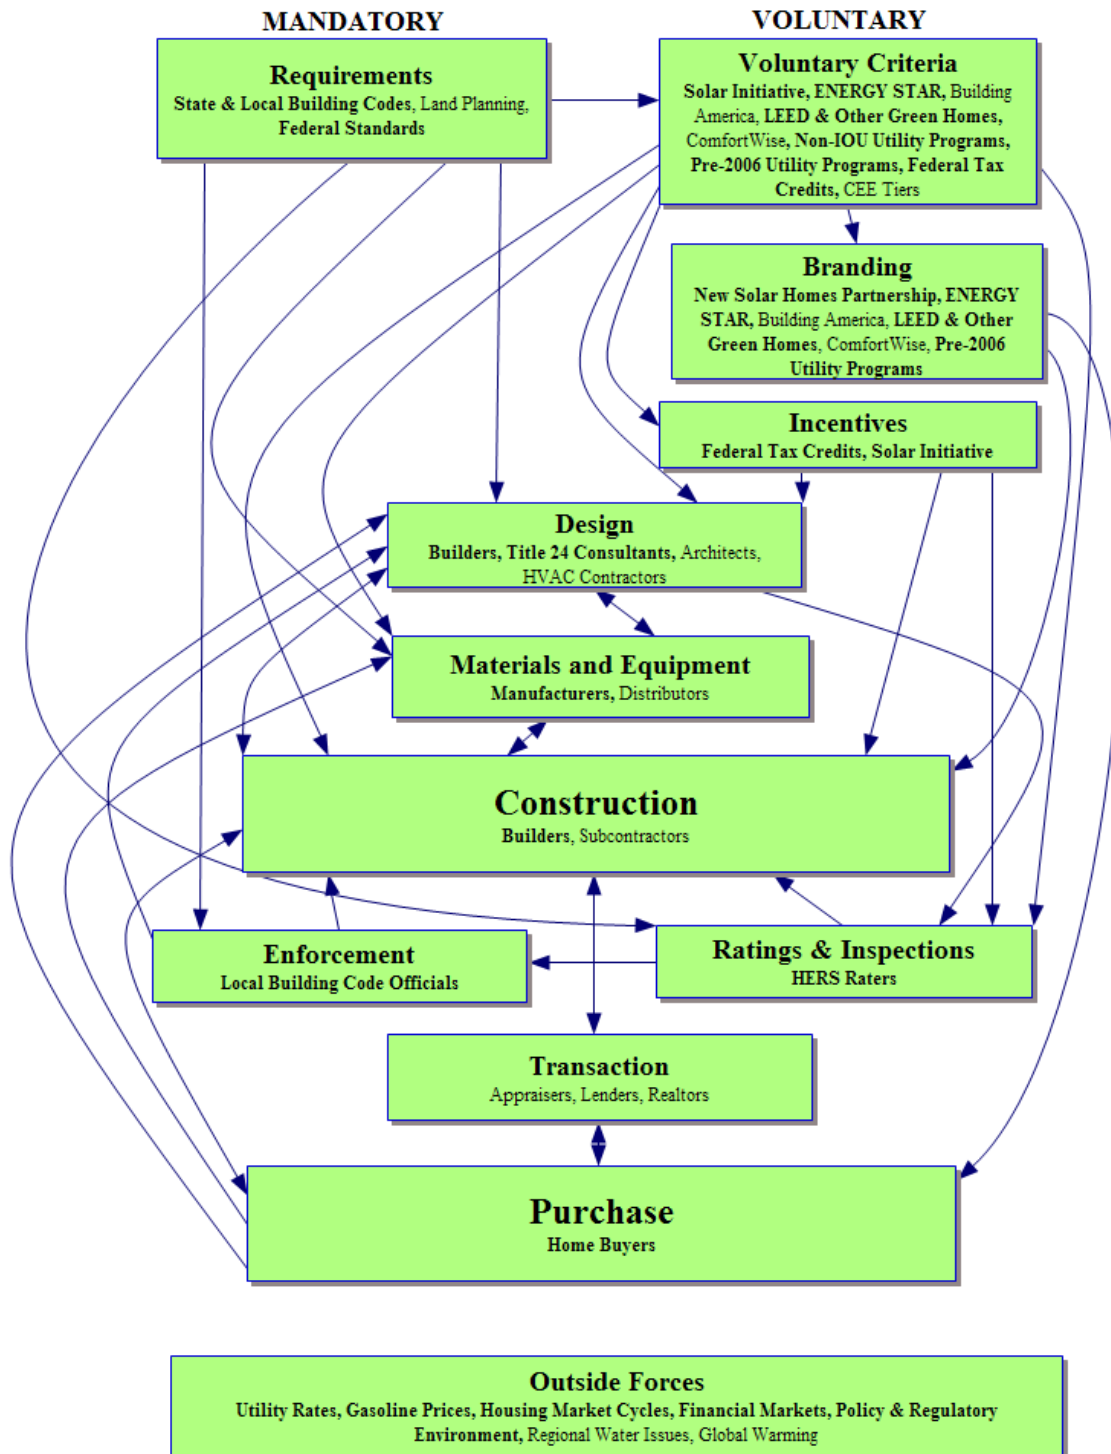 MANDATORY
VOLUNTARY
Requirements
State & Local Building Codes, Land Planning,
Federal Standards
Voluntary Criteria
Solar Initiative, ENERGY STAR, Building
America, LEED & Other Green Homes,
ComfortWise, Non-IOU Utility Programs,
Pre-2006 Utility Programs, Federal Tax
Credits, CEE Tiers
Branding
New Solar Homes Partnership, ENERGY
STAR, Building America, LEED & Other
Green Homes, ComfortWise, Pre-2006
Utility Programs
Incentives
Federal Tax Credits, Solar Initiative
Design
Builders, Title 24 Consultants, Architects,
HVAC Contractors
Materials and Equipment
Manufacturers, Distributors
Construction
Builders, Subcontractors
Enforcement
Local Building Code Officials
Ratings & Inspections
HERS Raters
Transaction
Appraisers, Lenders, Realtors
Purchase
Home Buyers
Outside Forces
Utility Rates, Gasoline Prices, Housing Market Cycles, Financial Markets, Policy & Regulatory
Environment, Regional Water Issues, Global Warming